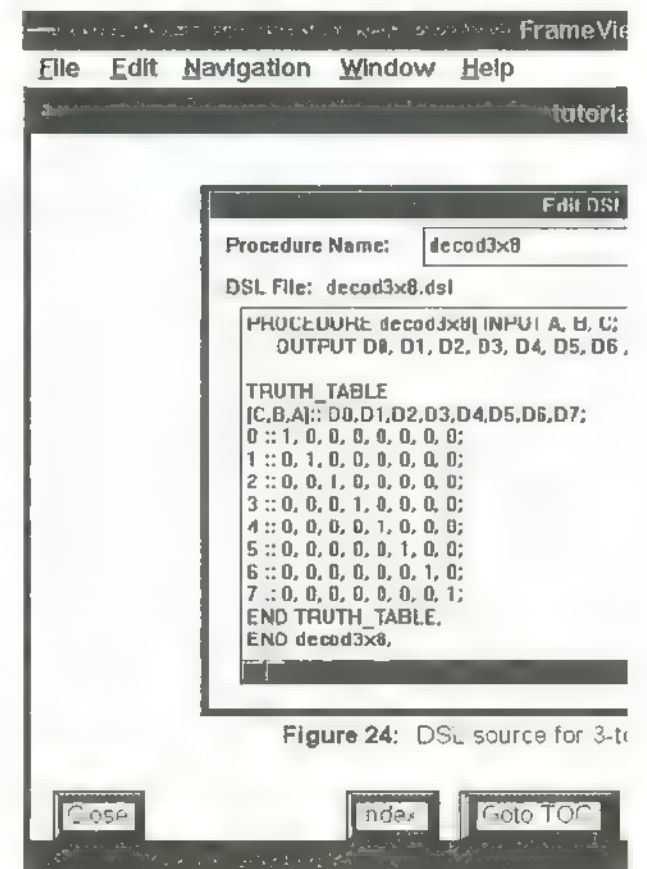 FrameVie
File Edit Navigation Window Help
tutoria
Edit DSL
Procedure Name: decod3x8
DSL File: decod3x8.dsl
PROCEDURE decod3x8( INPUT A, B, C;
OUTPUT D0, D1, D2, D3, D4, D5, D6 ,
TRUTH_TABLE
[C,B,A]:: D0,D1,D2,D3,D4,D5,D6,D7;
0 :: 1, 0, 0, 0, 0, 0, 0, 0;
1 :: 0, 1, 0, 0, 0, 0, 0, 0;
2 :: 0, 0, 1, 0, 0, 0, 0, 0;
3 :: 0, 0, 0, 1, 0, 0, 0, 0;
4 :: 0, 0, 0, 0, 1, 0, 0, 0;
5 :: 0, 0, 0, 0, 0, 1, 0, 0;
6 :: 0, 0, 0, 0, 0, 0, 1, 0;
7 :: 0, 0, 0, 0, 0, 0, 0, 1;
END TRUTH_TABLE,
END decod3x8,
Figure 24: DSL source for 3-to
Close Index Goto TOC